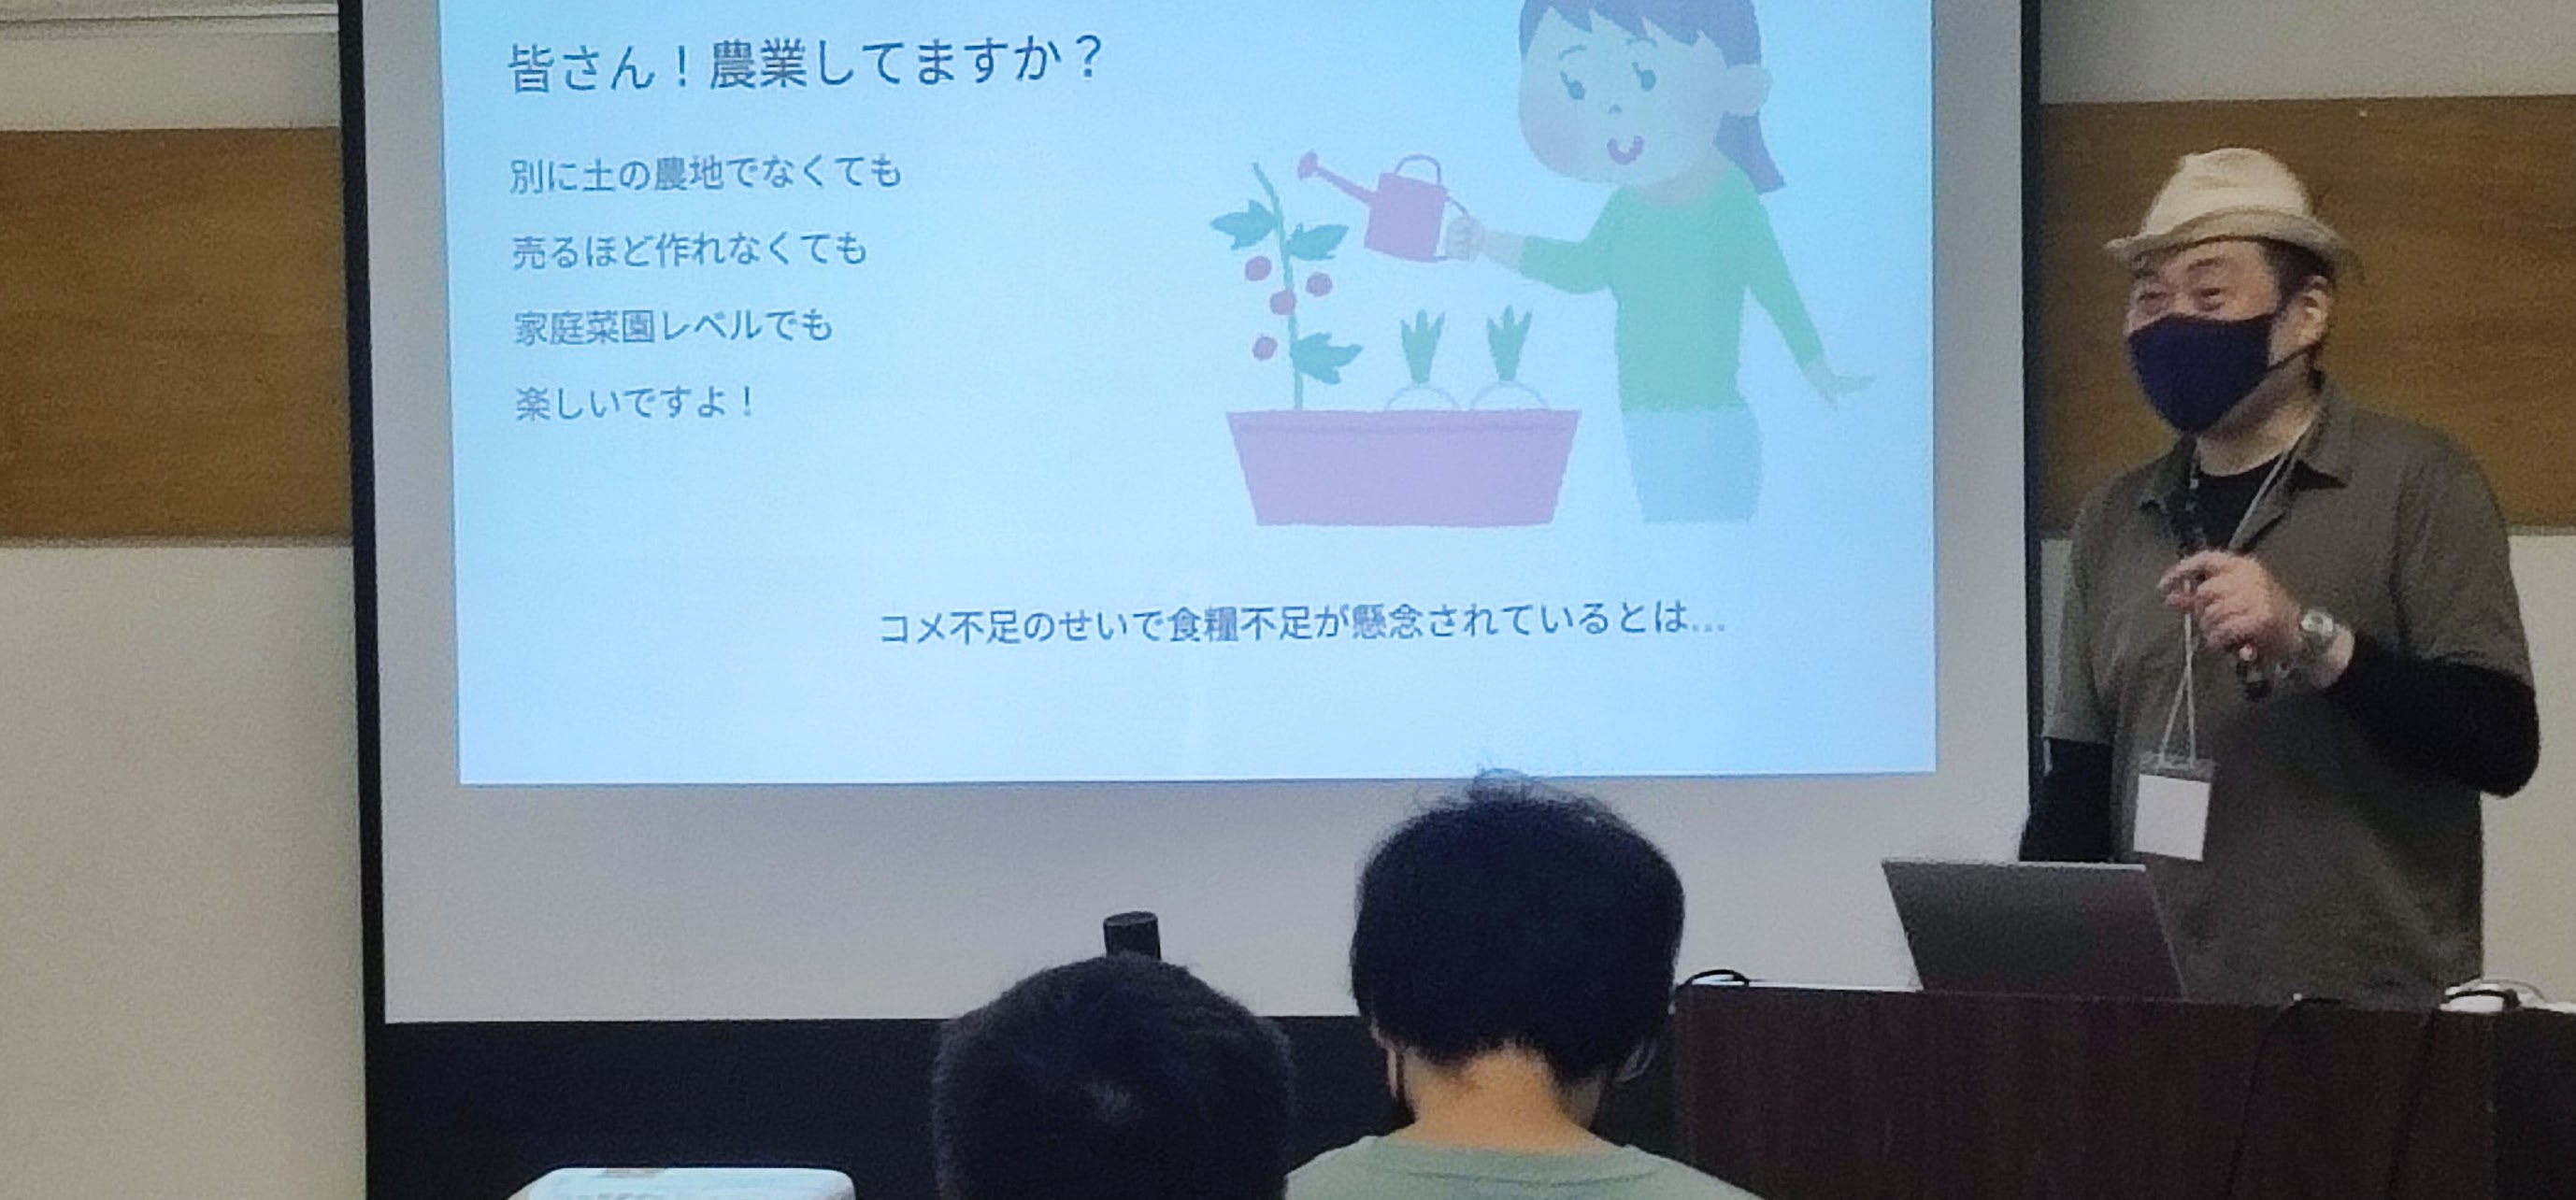 皆さん！農業してますか？
別に土の農地でなくても
売るほど作れなくても
家庭菜園レベルでも
楽しいですよ！
コメ不足のせいで食糧不足が懸念されているとは…